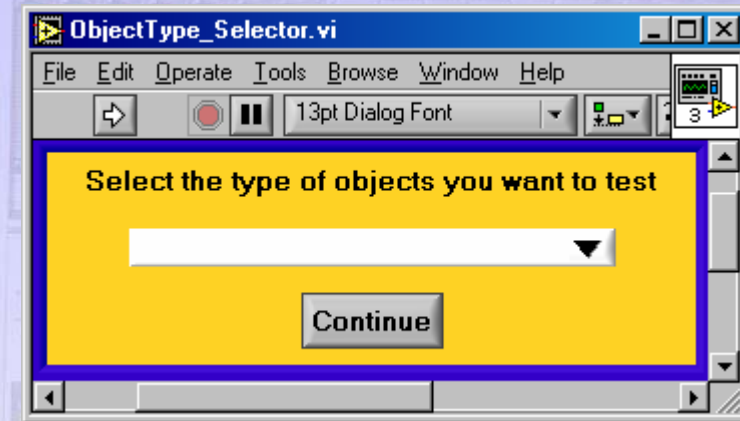 ObjectType_Selector.vi
File Edit Operate Tools Browse Window Help
13pt Dialog Font
3
Select the type of objects you want to test
Continue